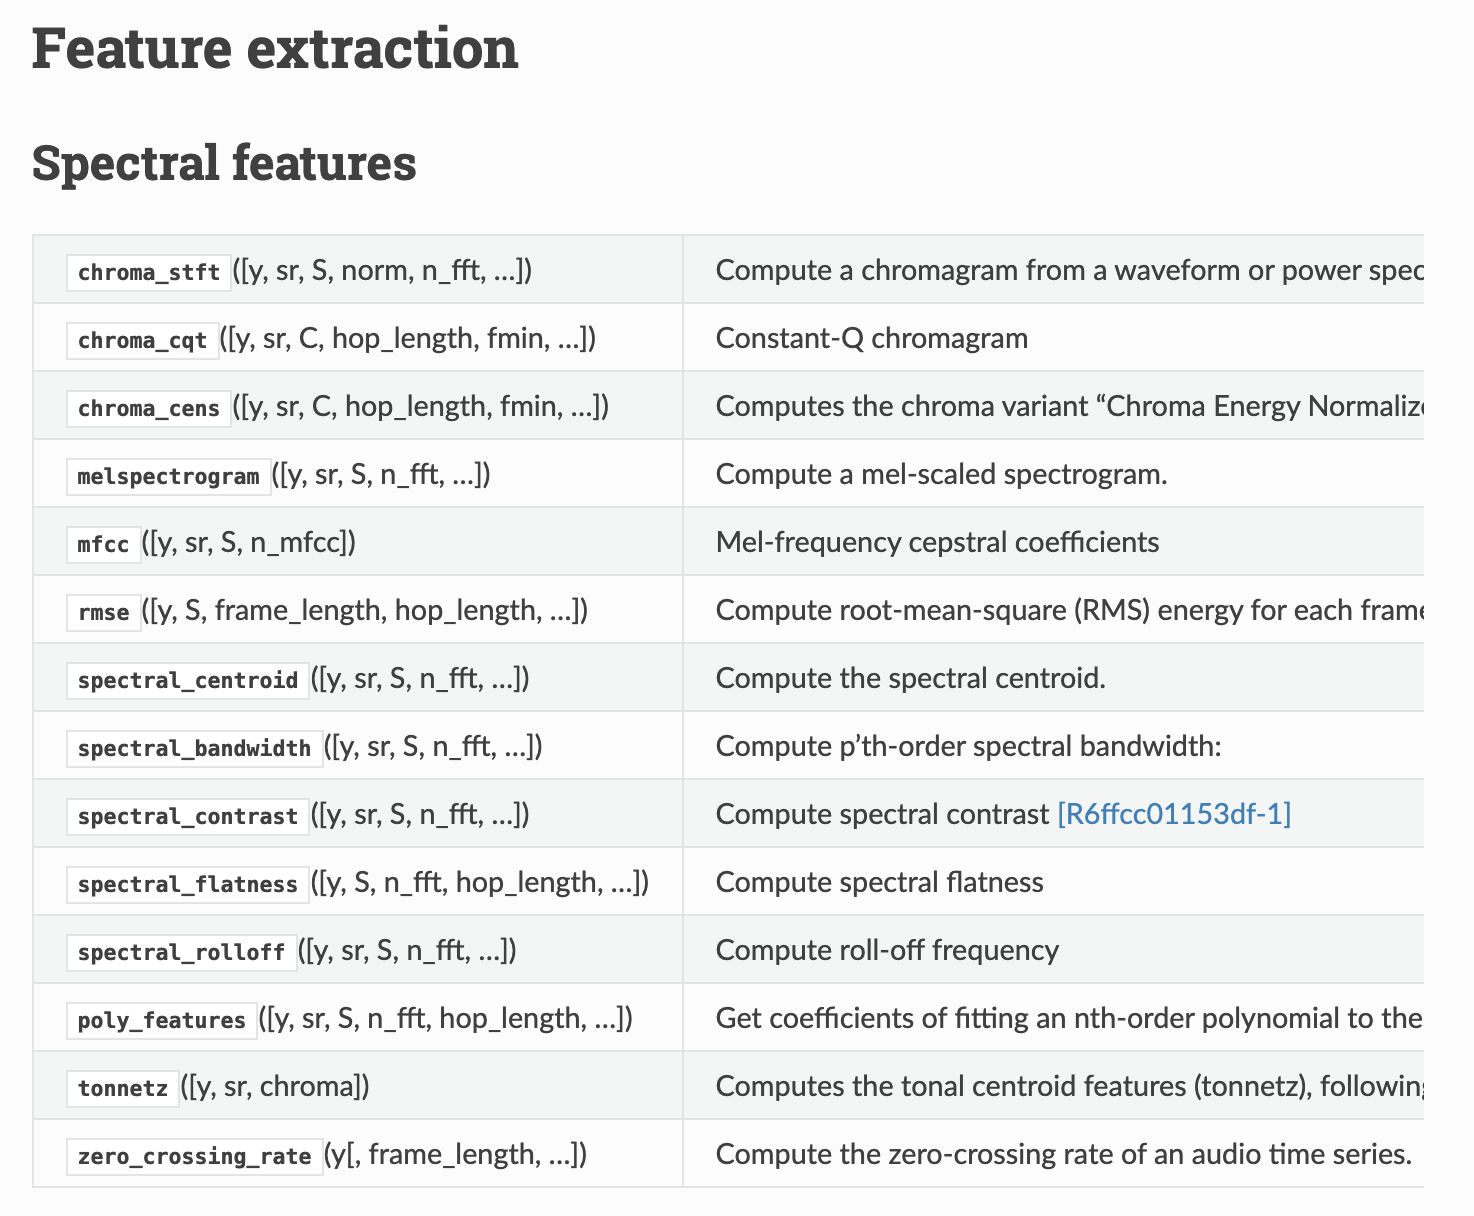 Feature extraction
Spectral features
chroma_stft ([y, sr, S, norm, n_fft, ...]) Compute a chromagram from a waveform or power spec
chroma_cqt ([y, sr, C, hop_length, fmin, ...]) Constant-Q chromagram
chroma_cens ([y, sr, C, hop_length, fmin, ...]) Computes the chroma variant “Chroma Energy Normaliz
melspectrogram ([y, sr, S, n_fft, ...]) Compute a mel-scaled spectrogram.
mfcc ([y, sr, S, n_mfcc]) Mel-frequency cepstral coefficients
rmse ([y, S, frame_length, hop_length, ...]) Compute root-mean-square (RMS) energy for each frame
spectral_centroid ([y, sr, S, n_fft, ...]) Compute the spectral centroid.
spectral_bandwidth ([y, sr, S, n_fft, ...]) Compute p’th-order spectral bandwidth:
spectral_contrast ([y, sr, S, n_fft, ...]) Compute spectral contrast [R6ffcc01153df-1]
spectral_flatness ([y, S, n_fft, hop_length, ...]) Compute spectral flatness
spectral_rolloff ([y, sr, S, n_fft, ...]) Compute roll-off frequency
poly_features ([y, sr, S, n_fft, hop_length, ...]) Get coefficients of fitting an nth-order polynomial to the
tonnetz ([y, sr, chroma]) Computes the tonal centroid features (tonnetz), following
zero_crossing_rate (y[, frame_length, ...]) Compute the zero-crossing rate of an audio time series.